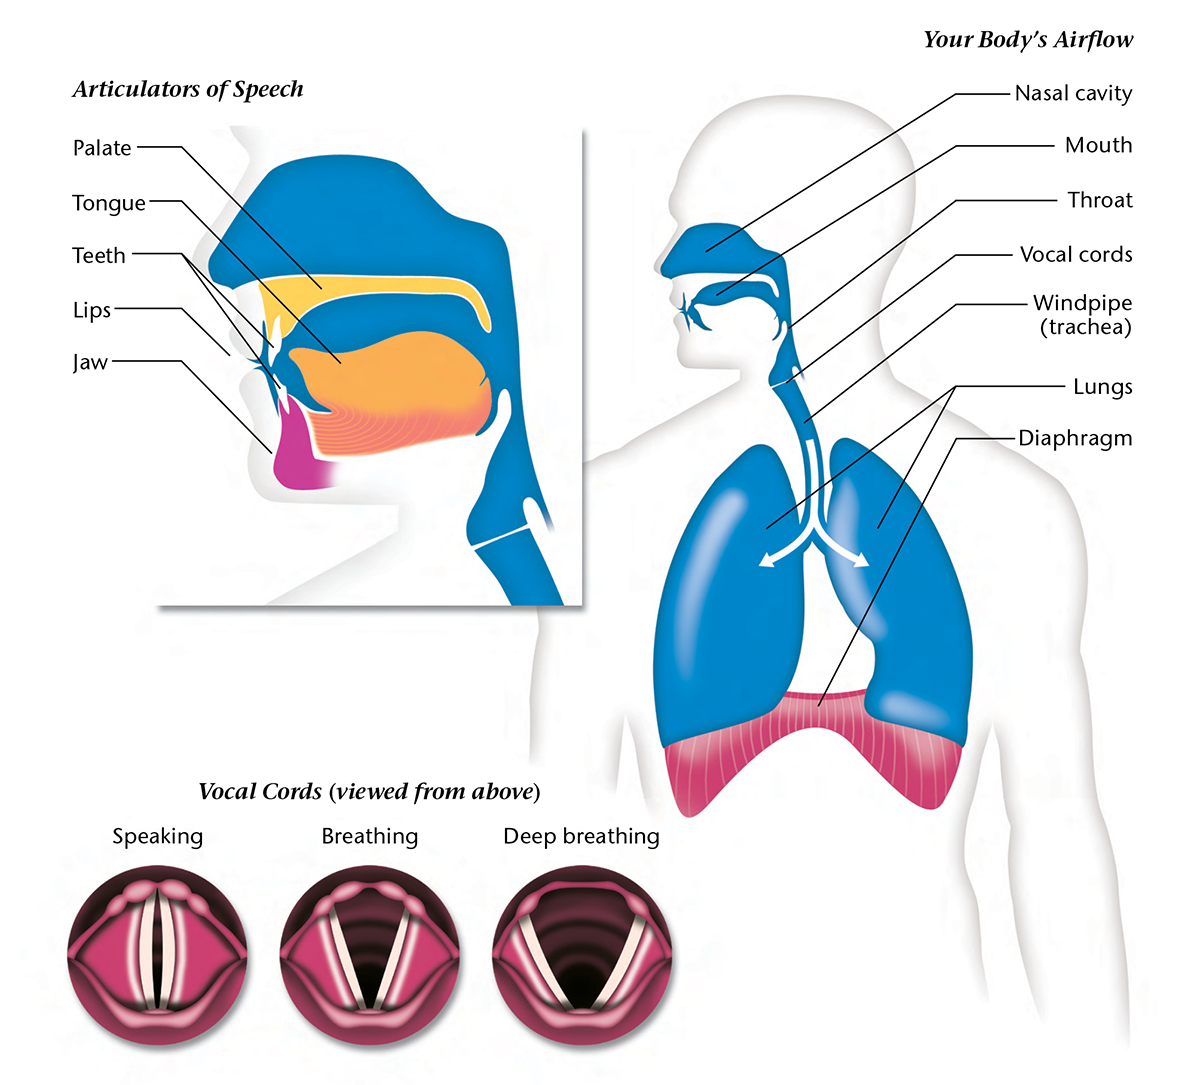 Your Body's Airflow
Articulators of Speech
Palate
Tongue
Teeth
Lips
Jaw
Nasal cavity
Mouth
Throat
Vocal cords
Windpipe
(trachea)
Lungs
Diaphragm
Vocal Cords (viewed from above)
Speaking
Breathing
Deep breathing